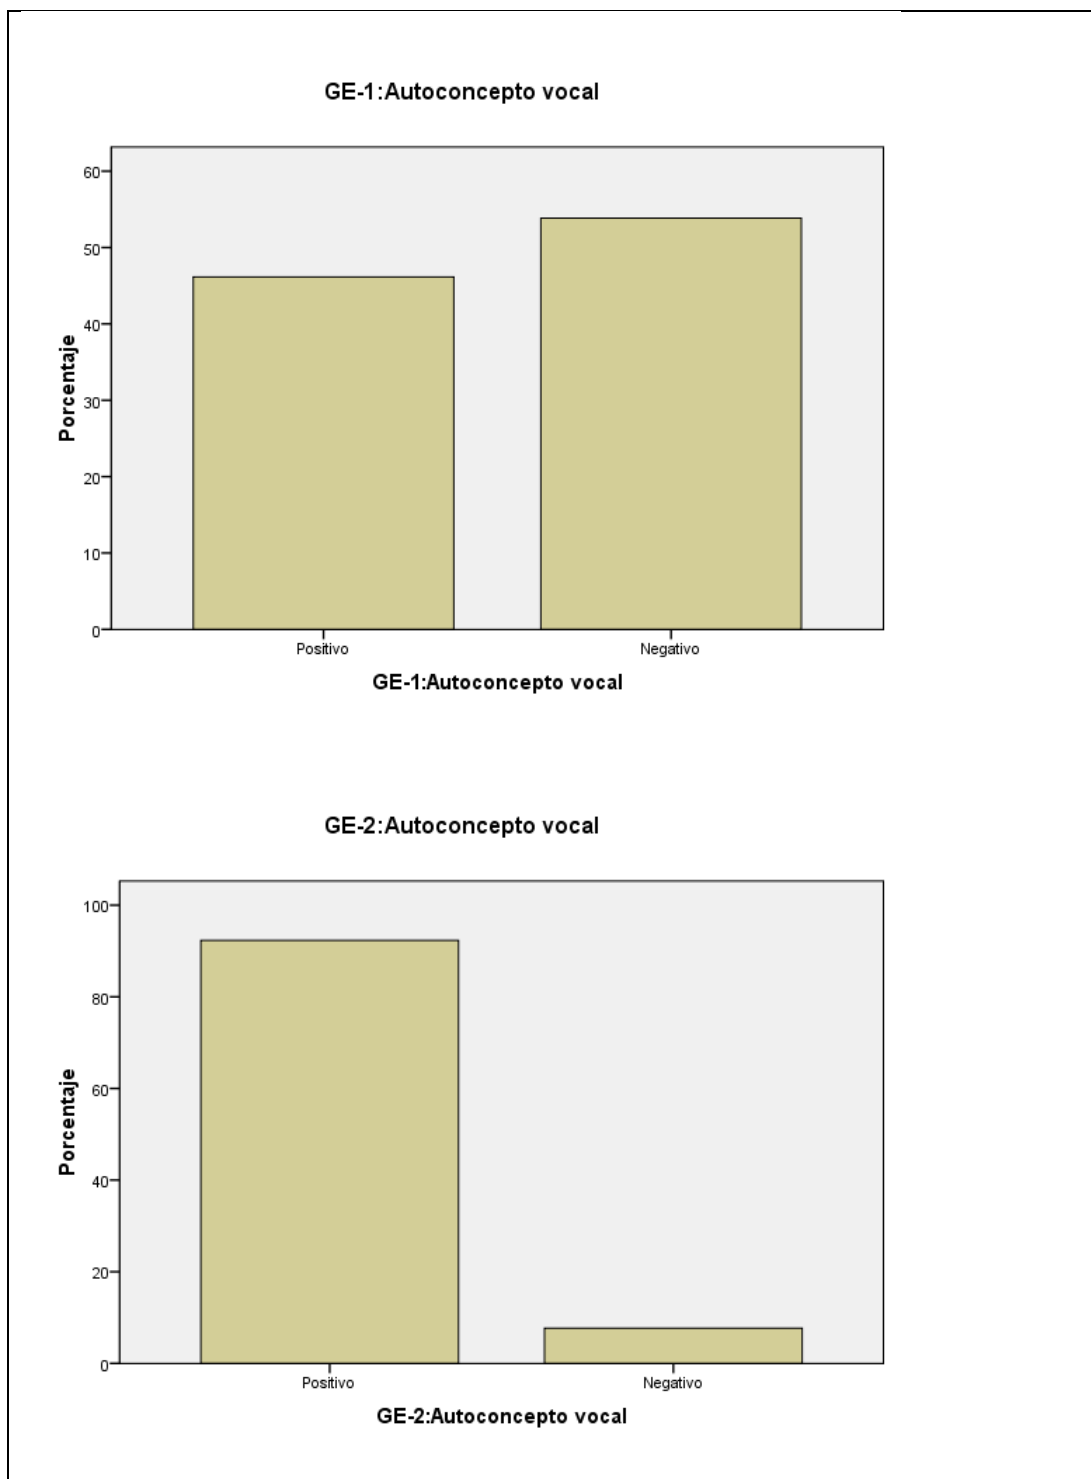 GE-1:Autoconcepto vocal
60
50
40
30
20
10
0
Porcentaje
Positivo Negativo
GE-1:Autoconcepto vocal
GE-2:Autoconcepto vocal
100
80
60
40
20
0
Porcentaje
Positivo Negativo
GE-2:Autoconcepto vocal